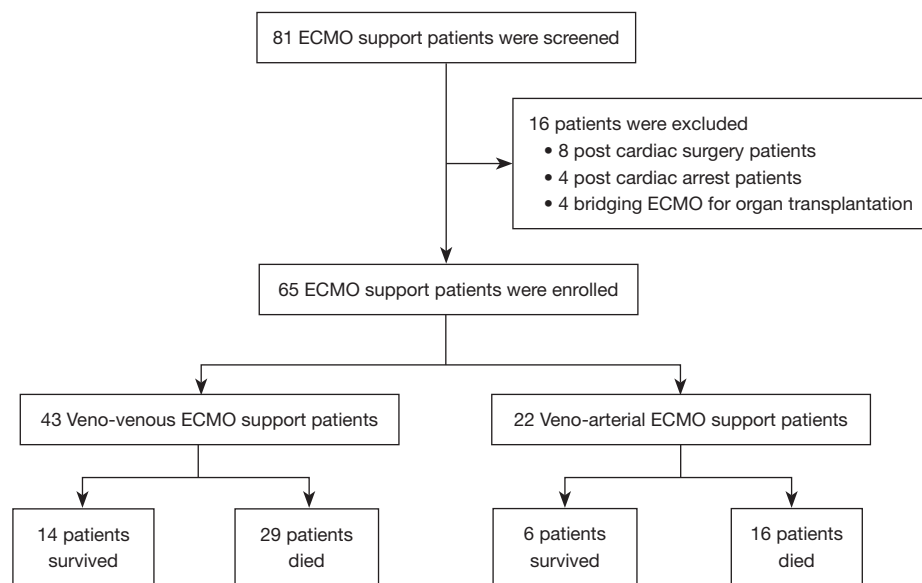 81 ECMO support patients were screened
16 patients were excluded
• 8 post cardiac surgery patients
• 4 post cardiac arrest patients
• 4 bridging ECMO for organ transplantation
65 ECMO support patients were enrolled
43 Veno-venous ECMO support patients
22 Veno-arterial ECMO support patients
14 patients
survived
29 patients
died
6 patients
survived
16 patients
died